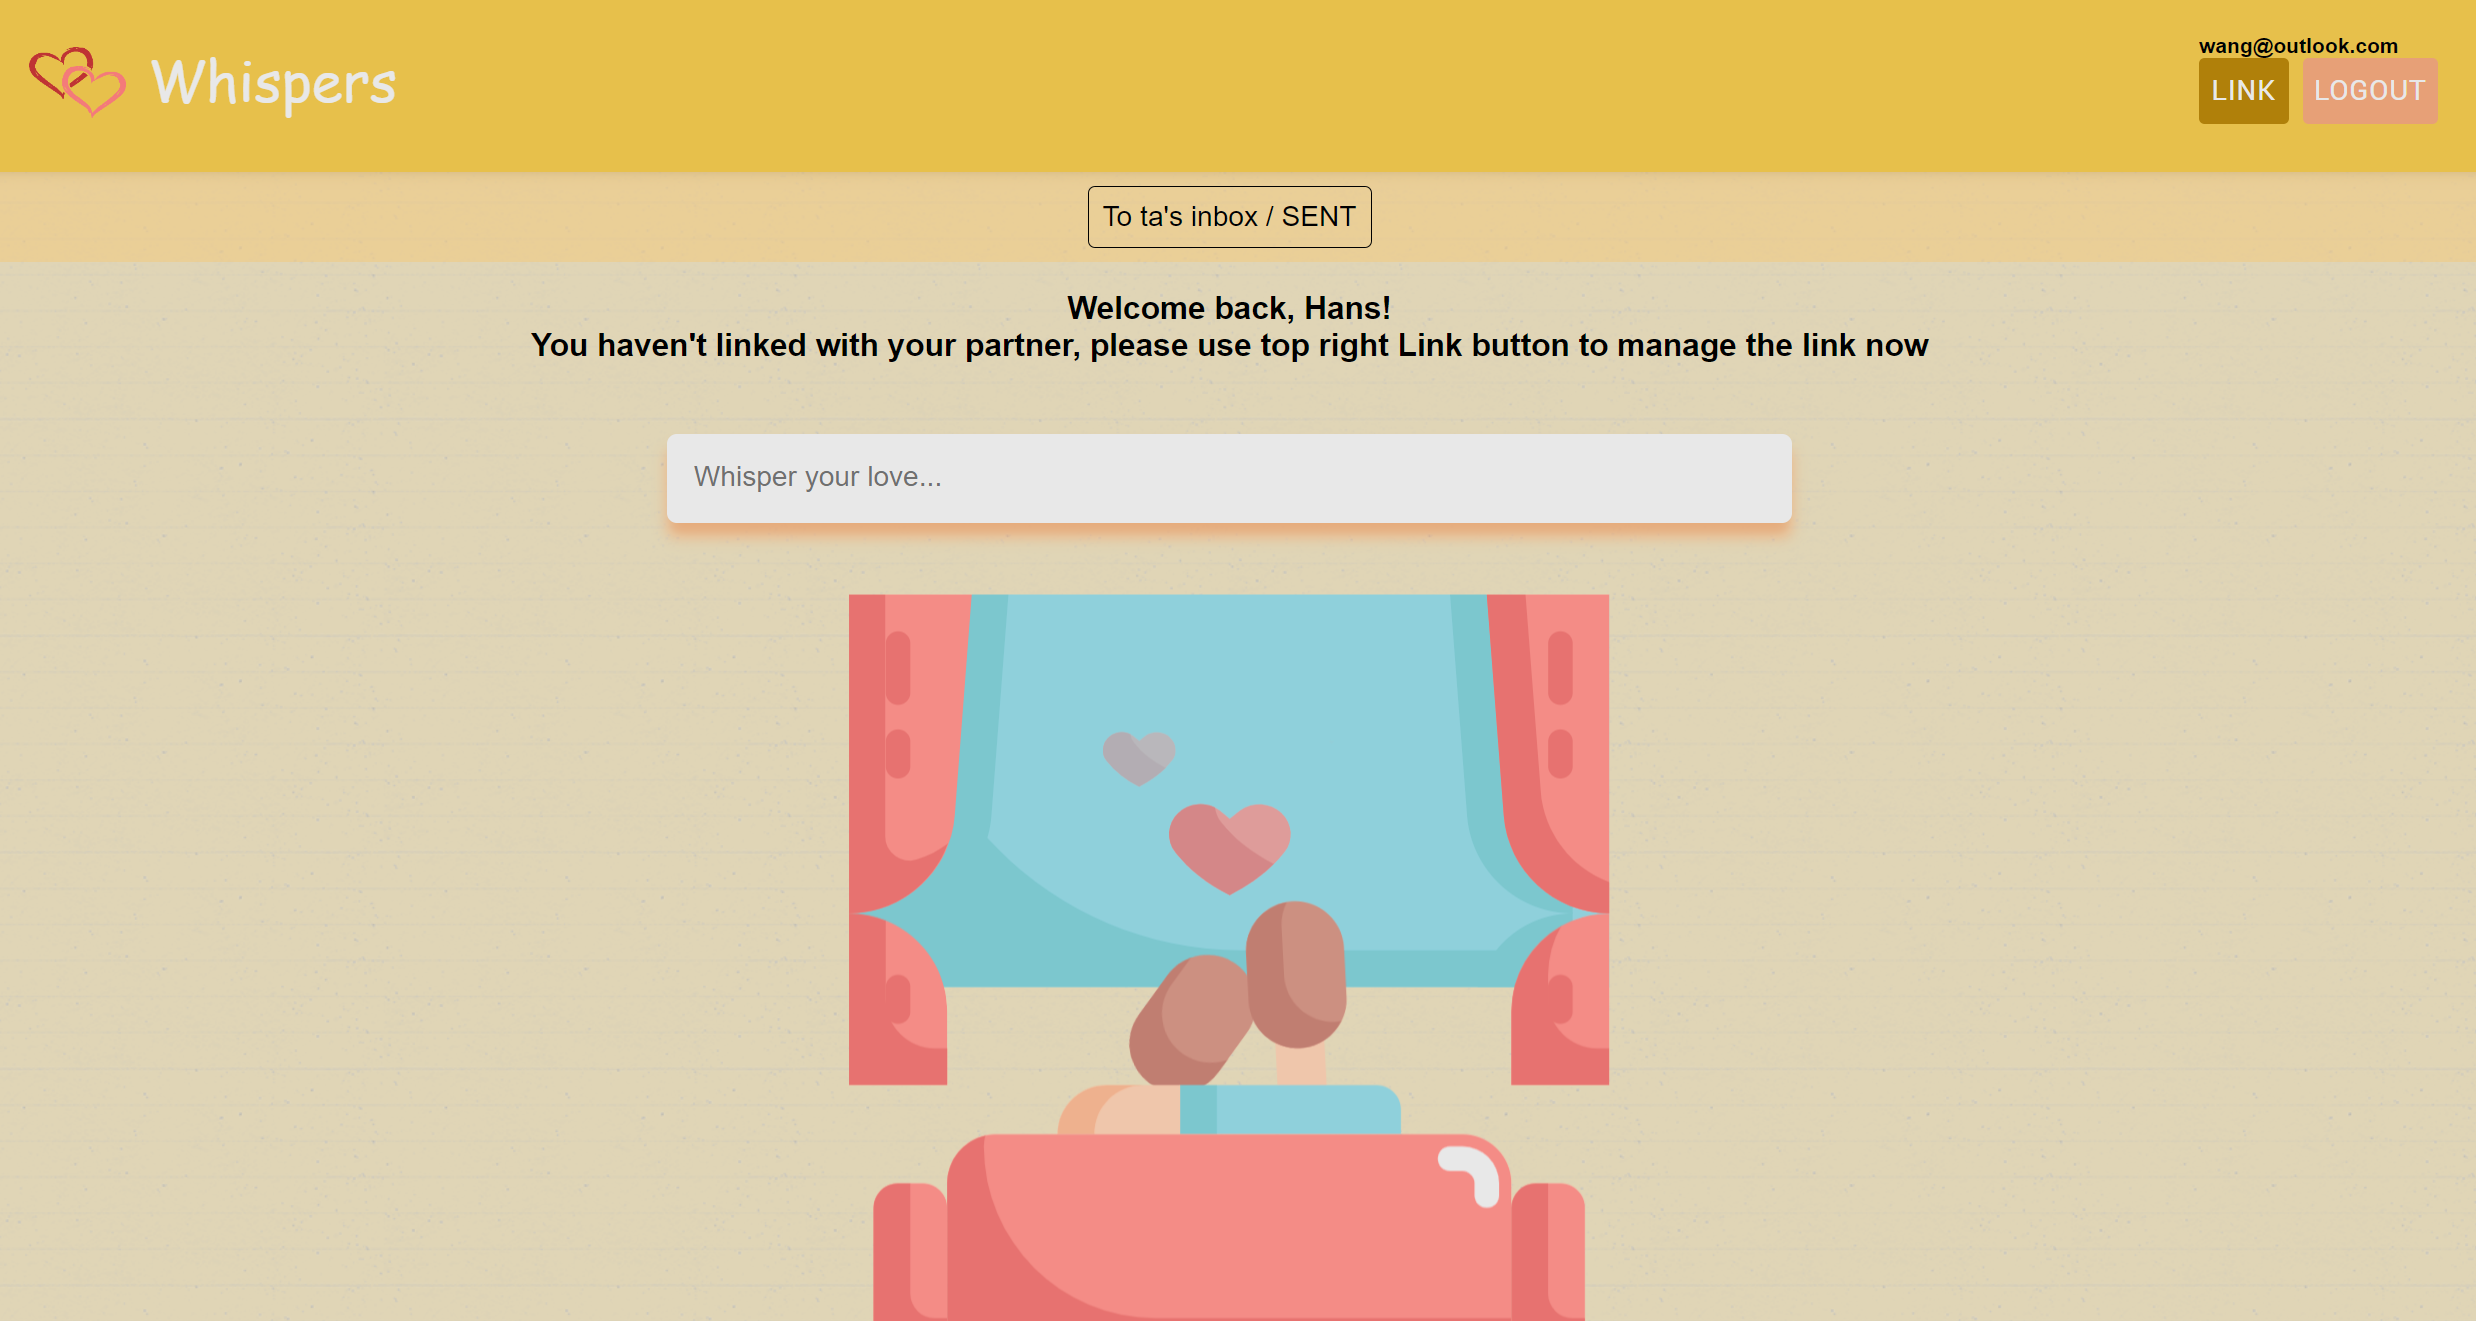 Whispers
wang@outlook.com
LINK LOGOUT
To ta's inbox / SENT
Welcome back, Hans!
You haven't linked with your partner, please use top right Link button to manage the link now
Whisper your love...